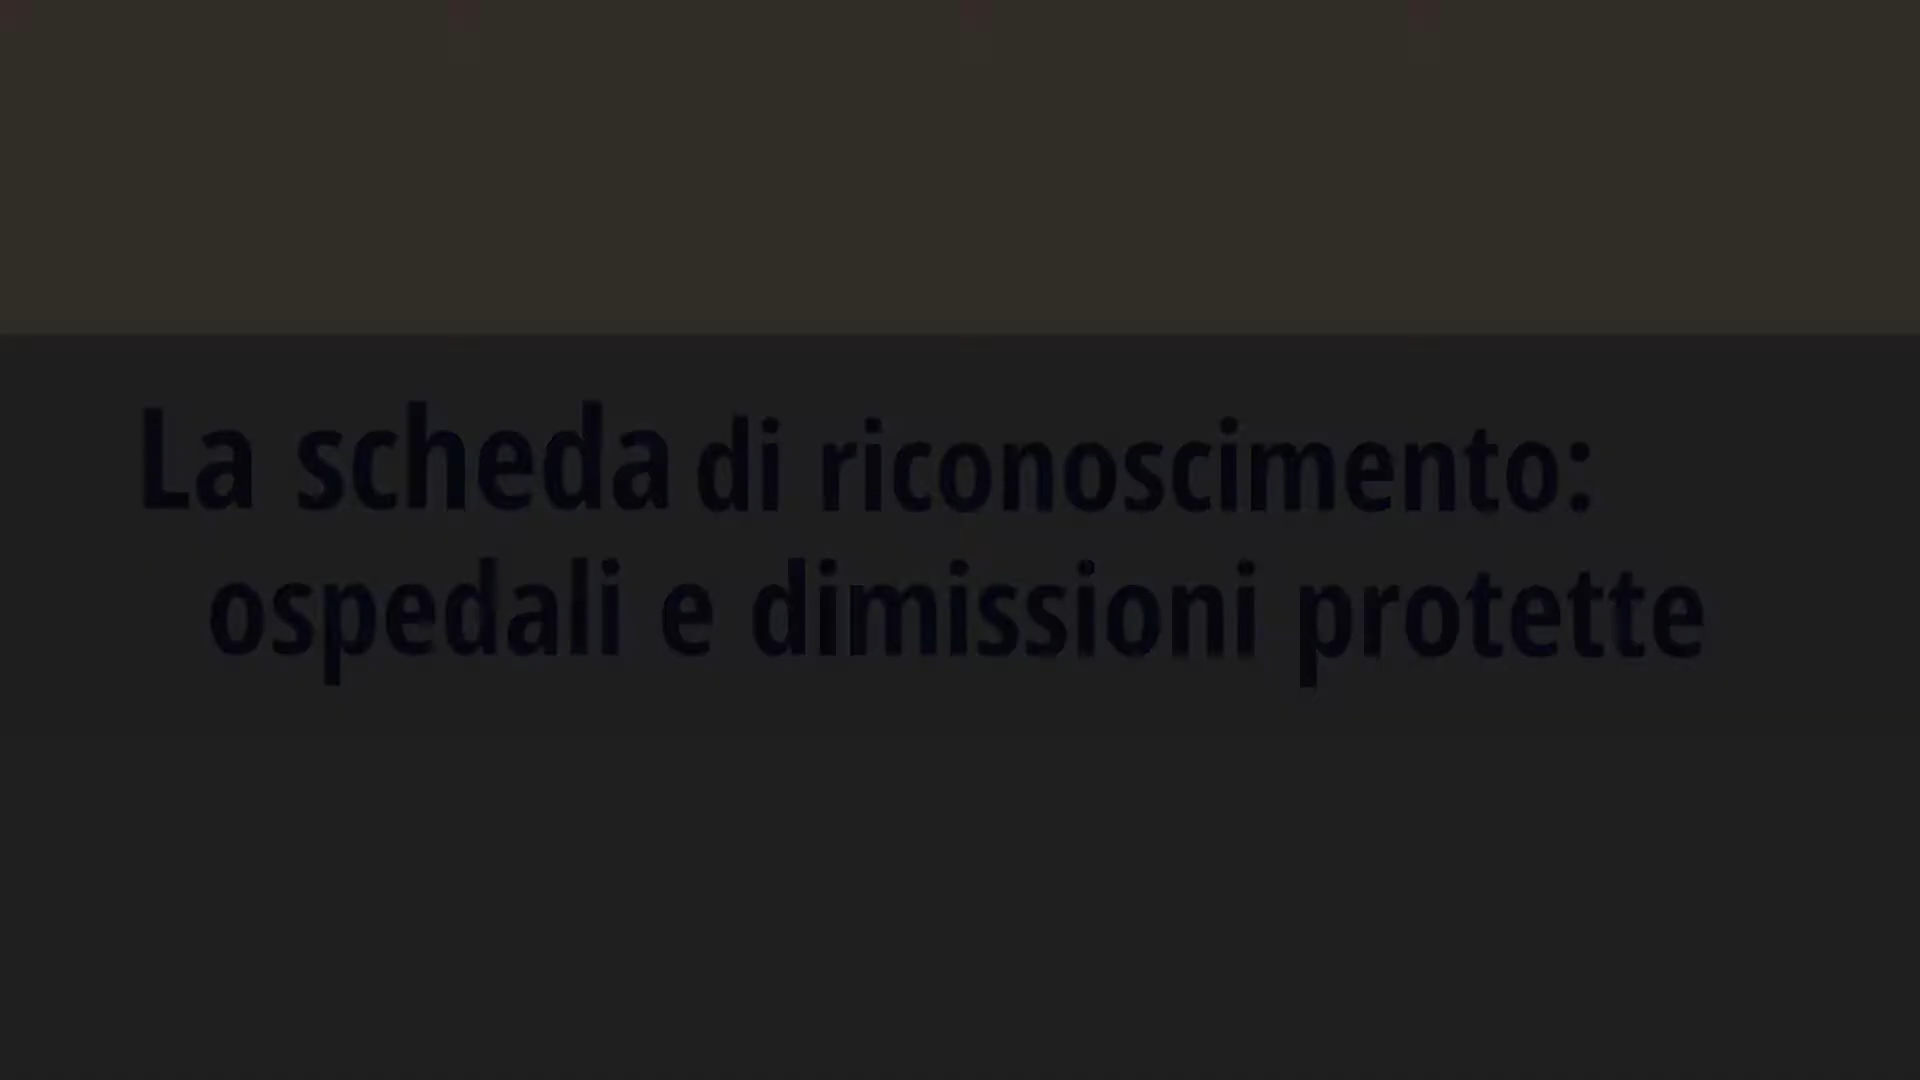 La scheda di riconoscimento:
ospedali e dimissioni protette